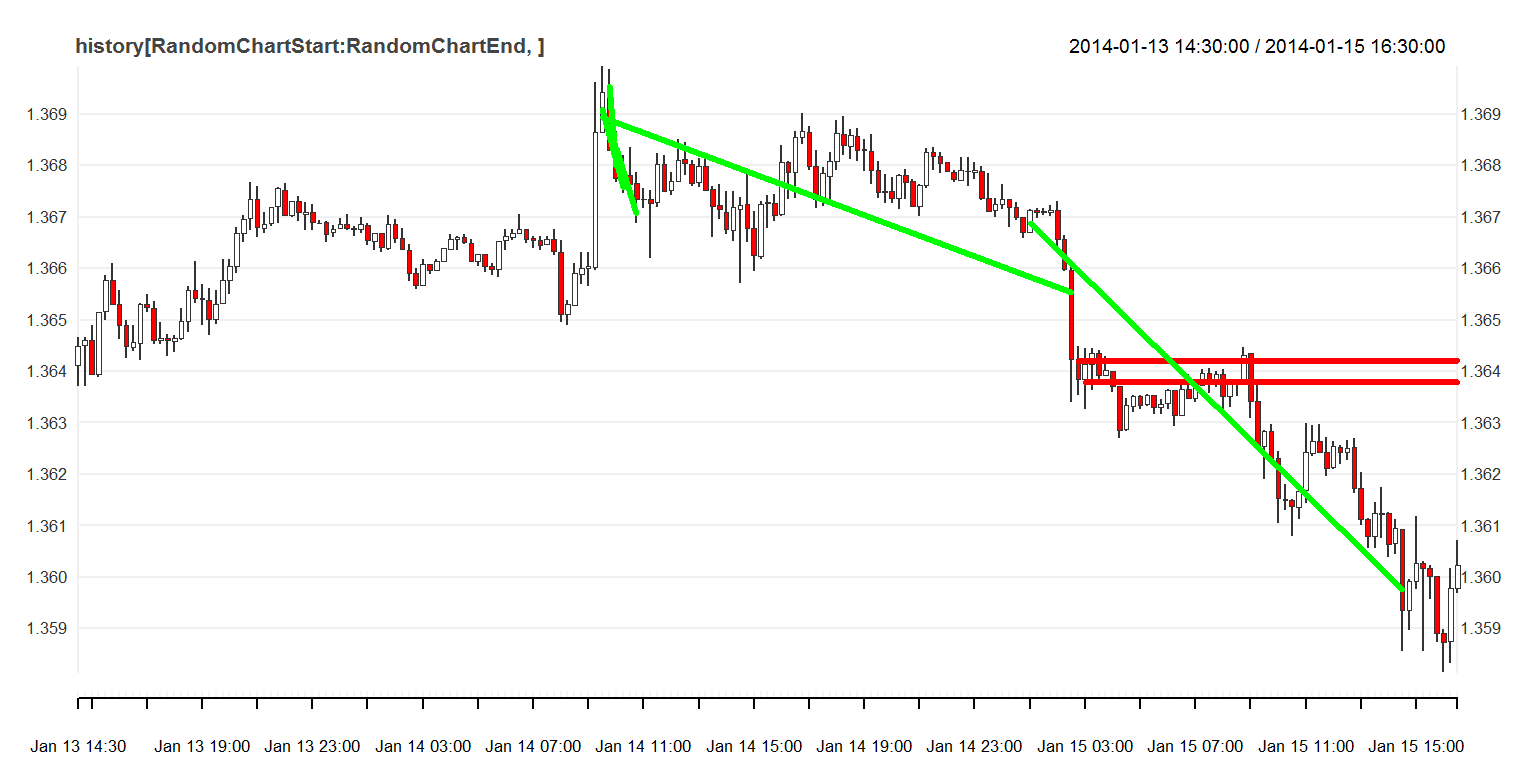 history[RandomChartStart:RandomChartEnd, ]
2014-01-13 14:30:00 / 2014-01-15 16:30:00
1.369
1.369
1.368
1.368
1.367
1.367
1.366
1.366
1.365
1.365
1.364
1.364
1.363
1.363
1.362
1.362
1.361
1.361
1.360
1.360
1.359
1.359
Jan 13 14:30
Jan 13 19:00
Jan 13 23:00
Jan 14 03:00
Jan 14 07:00
Jan 14 11:00
Jan 14 15:00
Jan 14 19:00
Jan 14 23:00
Jan 15 03:00
Jan 15 07:00
Jan 15 11:00
Jan 15 15:00